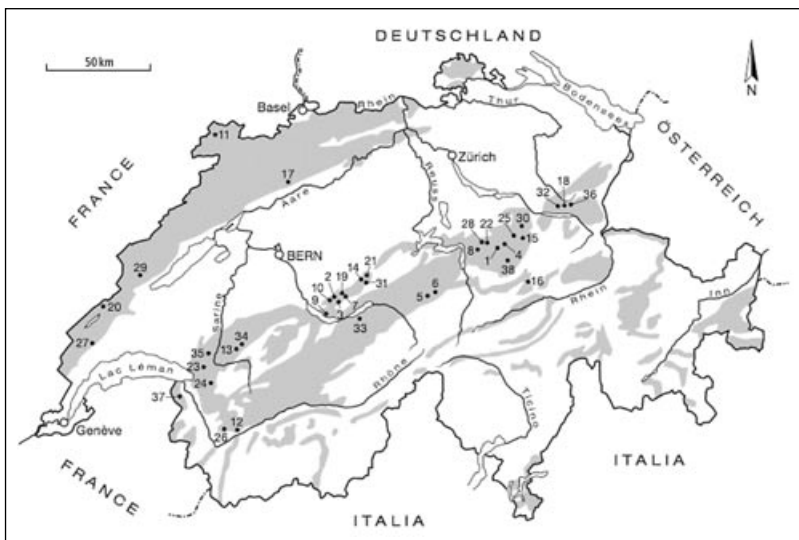 DEUTSCHLAND
50 km
N
Basel
Rhein
Thur
Bodensee
ÖSTERREICH
11
Zürich
FRANCE
17
Aare
Reuss
32 18 36
28 22 25 30
8 15
1 4
38
BERN
29
14 21
2 19
10 31
9 7
3
6
5
16
Rhein
Inn
20
Sarine
33
34
13
35
27
23
24
Lac Léman
Rhône
37
12
26
Ticino
Genève
FRANCE
ITALIA
ITALIA